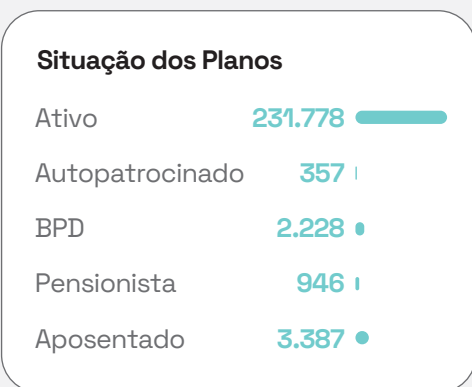 Situação dos Planos
Ativo 231.778
Autopatrocinado 357
BPD 2.228
Pensionista 946
Aposentado 3.387